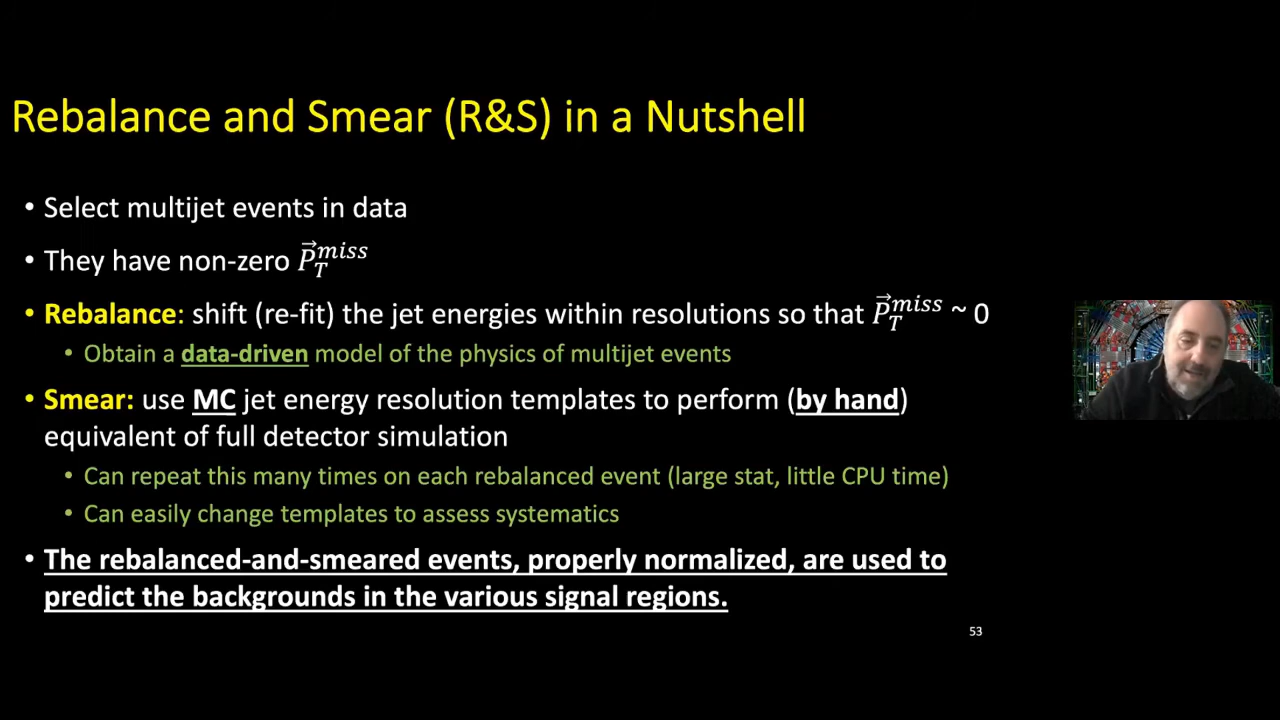 Rebalance and Smear (R&S) in a Nutshell
• Select multijet events in data
• They have non-zero $\vec{P}_T^{miss}$
• Rebalance: shift (re-fit) the jet energies within resolutions so that $\vec{P}_T^{miss}$ ~ 0
• Obtain a data-driven model of the physics of multijet events
• Smear: use MC jet energy resolution templates to perform (by hand)
equivalent of full detector simulation
• Can repeat this many times on each rebalanced event (large stat, little CPU time)
• Can easily change templates to assess systematics
• The rebalanced-and-smeared events, properly normalized, are used to
predict the backgrounds in the various signal regions.
53